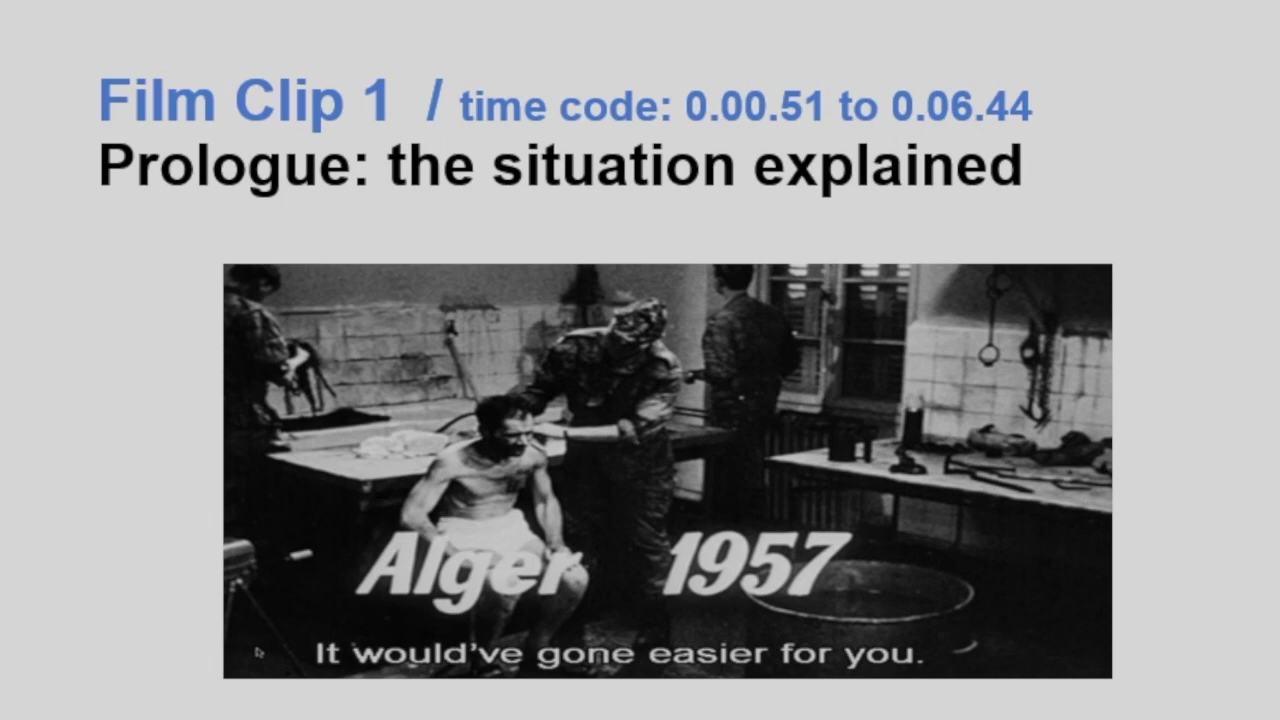 Film Clip 1 / time code: 0.00.51 to 0.06.44
Prologue: the situation explained
Alger 1957
It would've gone easier for you.